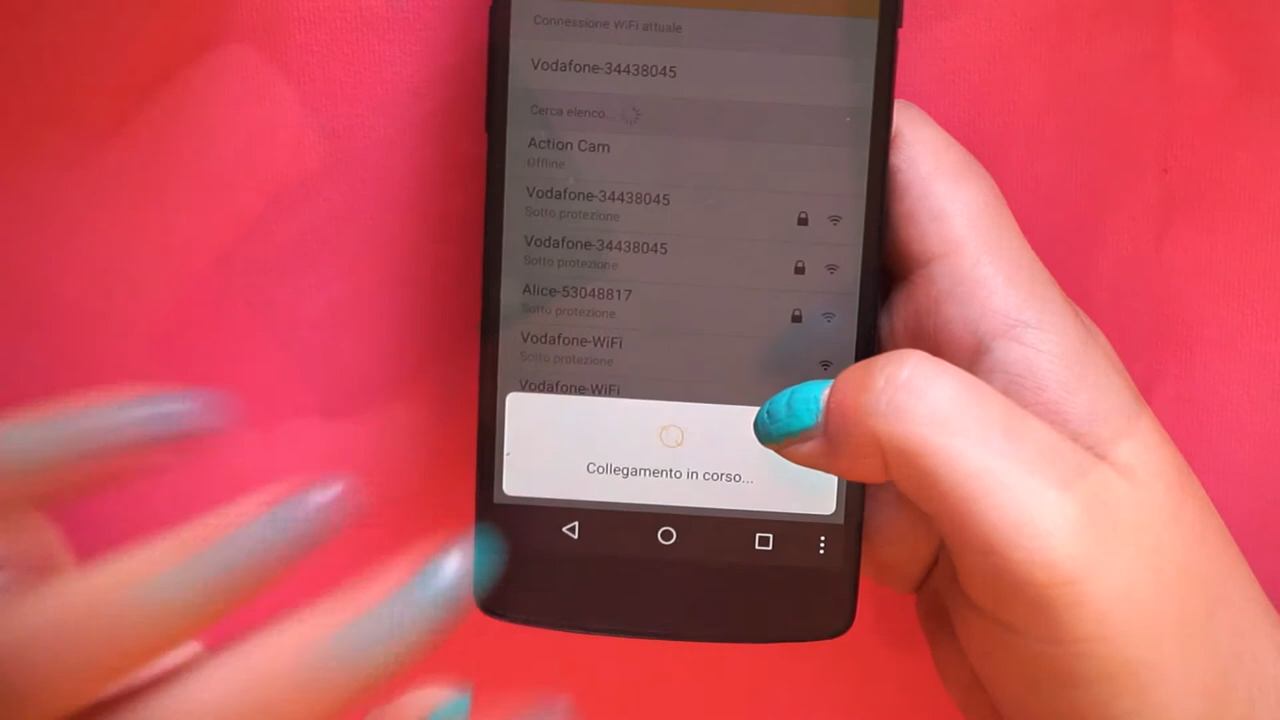 Connessione WiFi attuale
Vodafone-34438045
Cerca elenco...
Action Cam
Offline
Vodafone-34438045
Sotto protezione
Vodafone-34438045
Sotto protezione
Alice-53048817
Sotto protezione
Vodafone-WiFi
Sotto protezione
Vodafone-WiFi
Collegamento in corso...